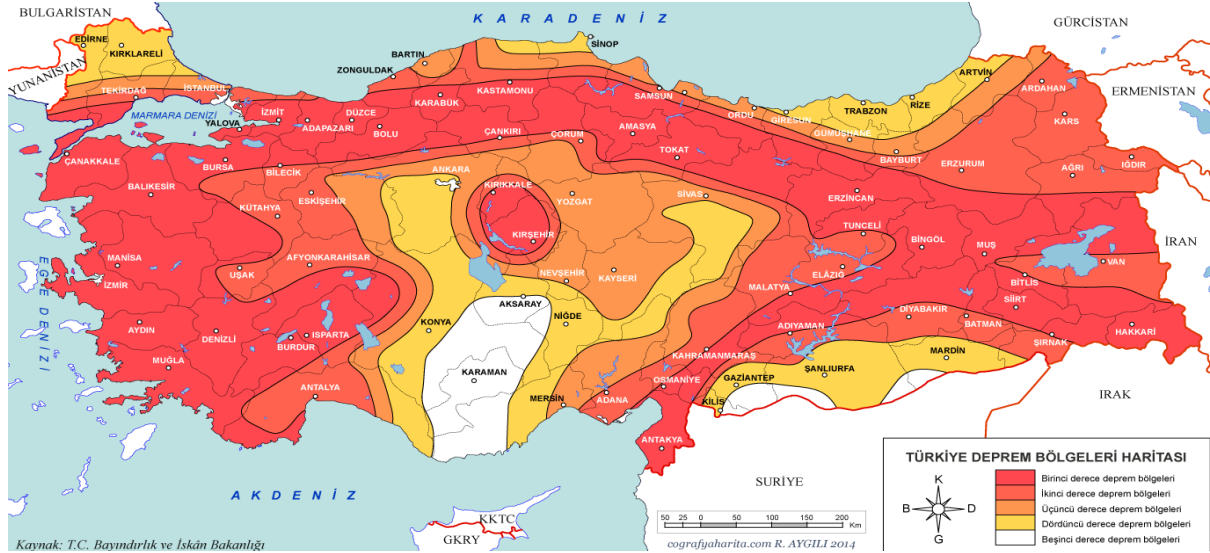 BULGARİSTAN
KARADENİZ
GÜRCİSTAN
EDİRNE
KIRKLARELİ
SİNOP
YUNANİSTAN
BARTIN
ZONGULDAK
ARTVİN
TEKİRDAĞ
İSTANBUL
KASTAMONU
SAMSUN
RİZE
ARDAHAN
ERMENİSTAN
MARMARA DENİZİ
İZMİT
DÜZCE
KARABÜK
ORDU
GİRESUN
TRABZON
KARS
YALOVA
ADAPAZARI
BOLU
ÇANKIRI
ÇORUM
AMASYA
GÜMÜŞHANE
ÇANAKKALE
BURSA
BİLECİK
ANKARA
TOKAT
BAYBURT
ERZURUM
AĞRI
IĞDIR
BALIKESİR
ESKİŞEHİR
KIRIKKALE
YOZGAT
SİVAS
ERZİNCAN
KÜTAHYA
KIRŞEHİR
TUNCELİ
BİNGÖL
MUŞ
İRAN
EGE DENİZİ
MANİSA
UŞAK
AFYONKARAHİSAR
NEVŞEHİR
KAYSERİ
ELAZIĞ
VAN
İZMİR
MALATYA
BİTLİS
SİİRT
AKSARAY
AYDIN
DENİZLİ
ISPARTA
BURDUR
KONYA
NİĞDE
ADIYAMAN
DİYABAKIR
BATMAN
HAKKARİ
MUĞLA
KAHRAMANMARAŞ
ŞIRNAK
MARDİN
KARAMAN
OSMANİYE
GAZİANTEP
ŞANLIURFA
ANTALYA
MERSİN
ADANA
KİLİS
IRAK
ANTAKYA
SURİYE
AKDENİZ
KKTC
GKRY
TÜRKİYE DEPREM BÖLGELERİ HARİTASI
K
B
D
G
Birinci derece deprem bölgeleri
İkinci derece deprem bölgeleri
Üçüncü derece deprem bölgeleri
Dördüncü derece deprem bölgeleri
Beşinci derece deprem bölgeleri
50 25 0 50 100 150 200
Km
Kaynak: T.C. Bayındırlık ve İskân Bakanlığı
cografyaharita.com R. AYGILI 2014